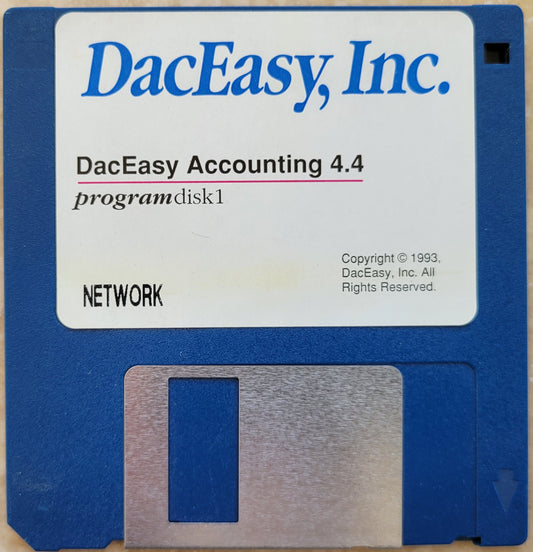 DacEasy, Inc.
DacEasy Accounting 4.4
programdisk1
Copyright © 1993,
DacEasy, Inc. All
Rights Reserved.
NETWORK